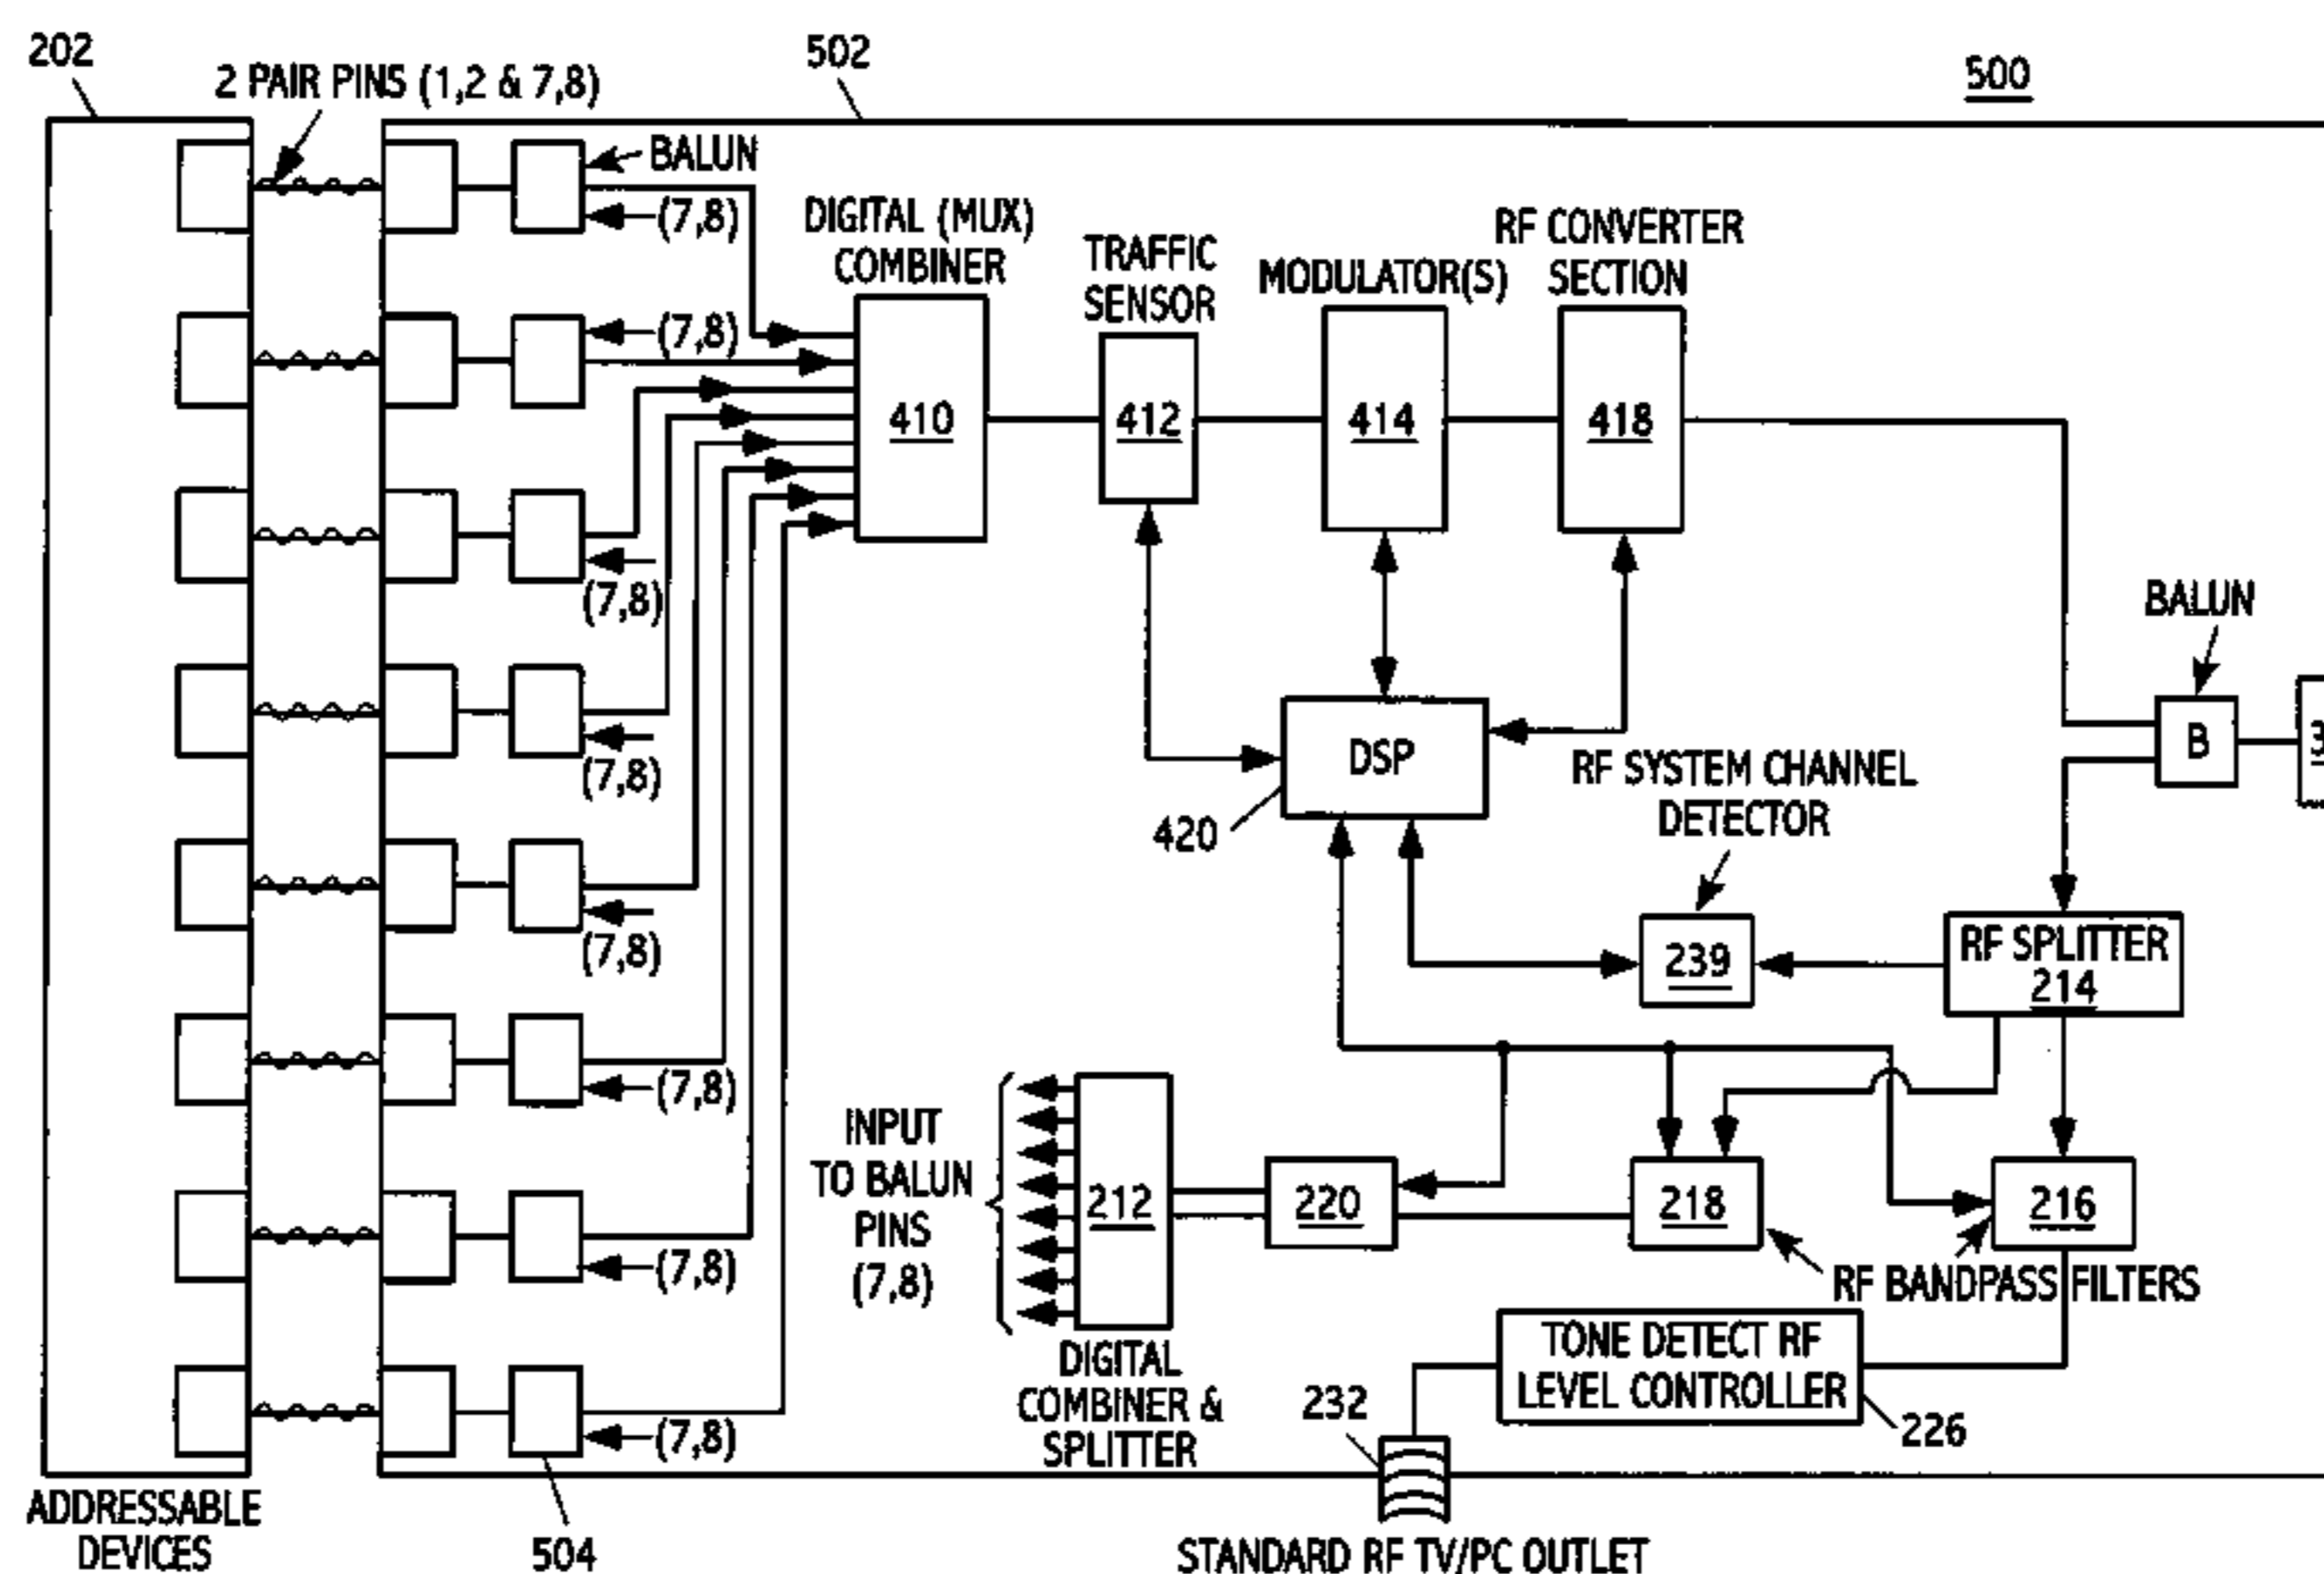 202
502
500
2 PAIR PINS (1,2 & 7,8)
BALUN
(7,8)
DIGITAL (MUX)
COMBINER
TRAFFIC
SENSOR
MODULATOR(S)
RF CONVERTER
SECTION
(7,8)
410
412
414
418
(7,8)
BALUN
(7,8)
DSP
B
RF SYSTEM CHANNEL
DETECTOR
420
(7,8)
239
RF SPLITTER
214
(7,8)
INPUT
TO BALUN
PINS
(7,8)
212
220
218
216
(7,8)
RF BANDPASS FILTERS
DIGITAL
COMBINER &
SPLITTER
TONE DETECT RF
LEVEL CONTROLLER
232
226
(7,8)
ADDRESSABLE
DEVICES
504
STANDARD RF TV/PC OUTLET